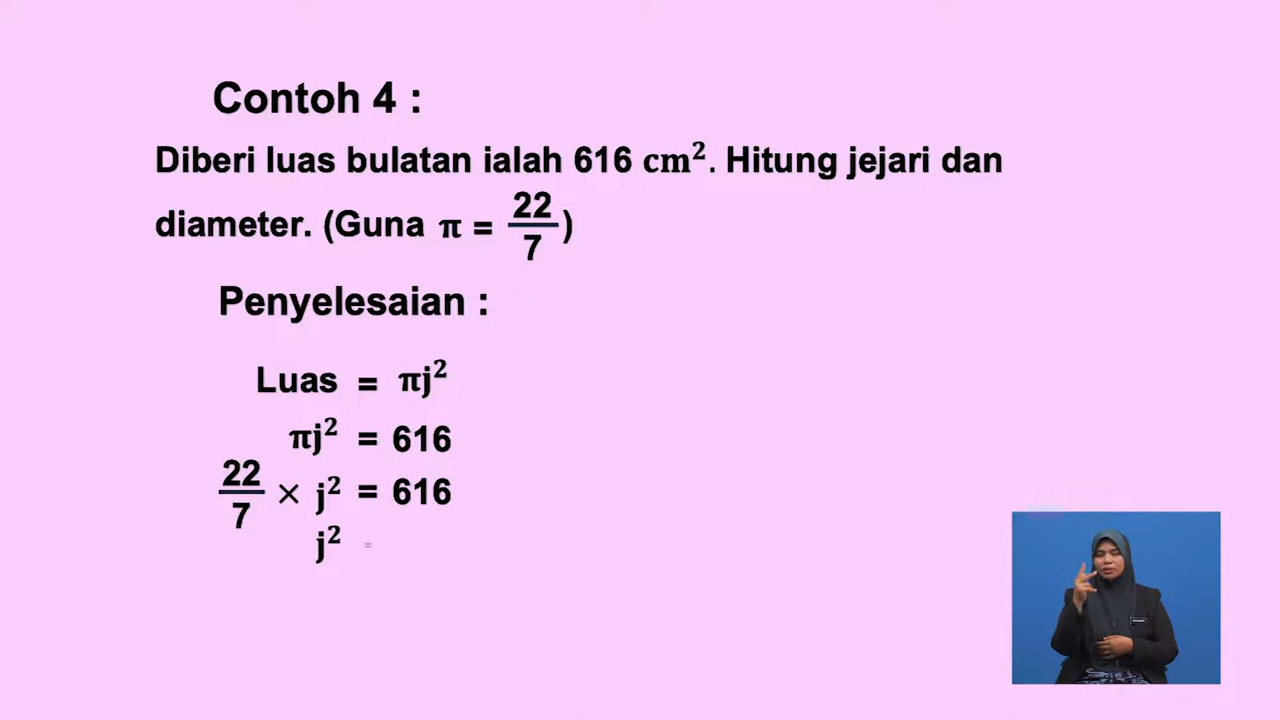 Contoh 4 :
Diberi luas bulatan ialah 616 cm². Hitung jejari dan
diameter. (Guna π = 22/7)
Penyelesaian :
Luas = πj²
πj² = 616
22/7 × j² = 616
j² =